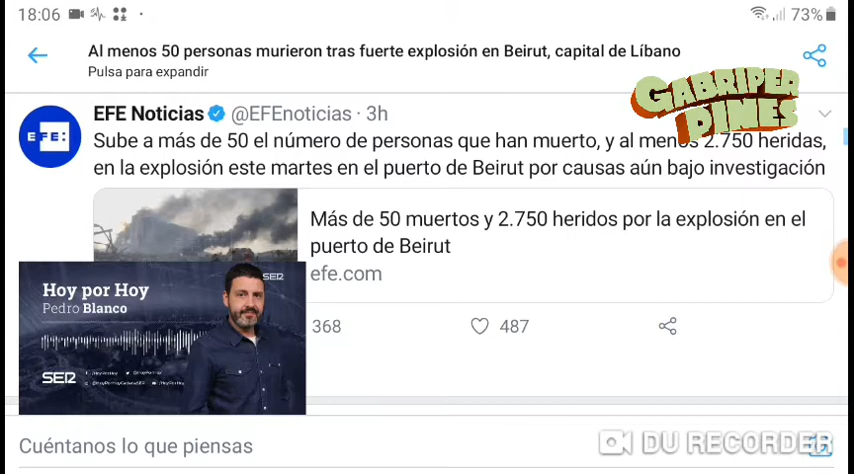 18:06
73%
Al menos 50 personas murieron tras fuerte explosión en Beirut, capital de Líbano
Pulsa para expandir
GABRIPER
DINES
EFE:
EFE Noticias @EFEnoticias · 3h
Sube a más de 50 el número de personas que han muerto, y al menos 2.750 heridas,
en la explosión este martes en el puerto de Beirut por causas aún bajo investigación
Más de 50 muertos y 2.750 heridos por la explosión en el
puerto de Beirut
efe.com
SER
Hoy por Hoy
Pedro Blanco
SER
368
487
Cuéntanos lo que piensas
DU RECORDER